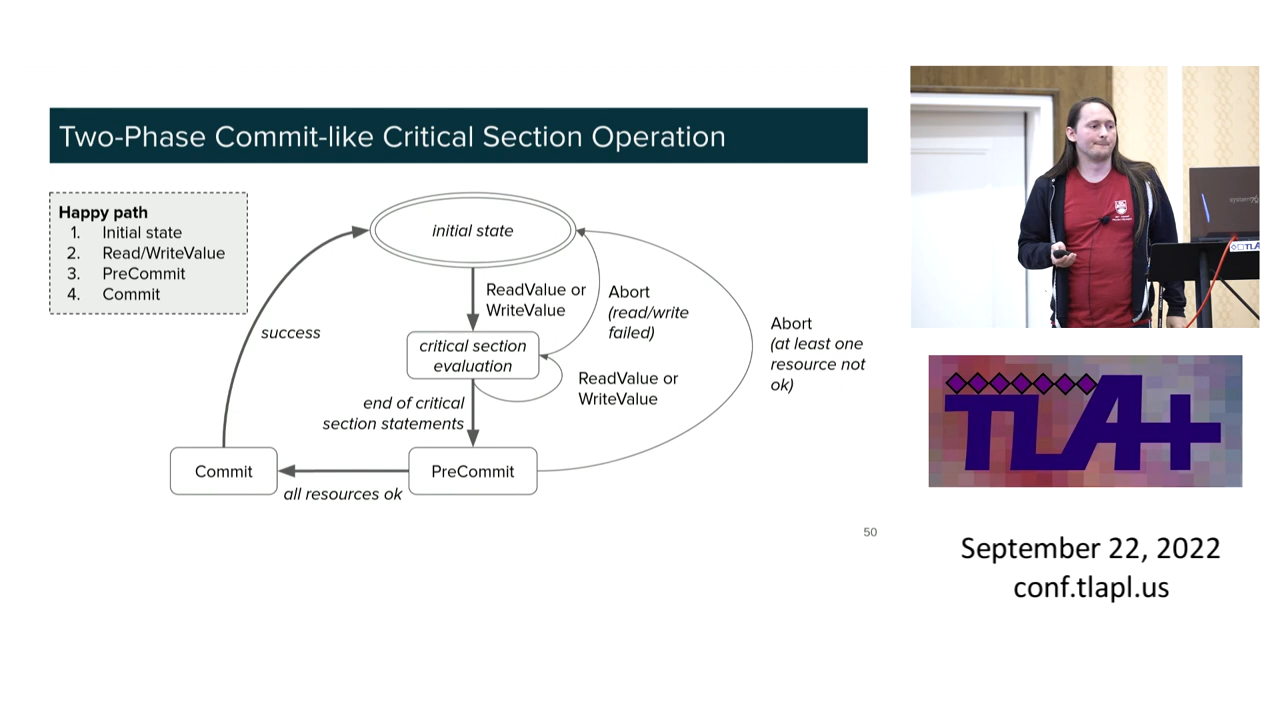 Two-Phase Commit-like Critical Section Operation
Happy path
1. Initial state
2. Read/WriteValue
3. PreCommit
4. Commit
initial state
ReadValue or
WriteValue
Abort
(read/write
failed)
Abort
(at least one
resource not
ok)
success
critical section
evaluation
ReadValue or
WriteValue
end of critical
section statements
Commit
PreCommit
all resources ok
50
TLA+
September 22, 2022
conf.tlapl.us